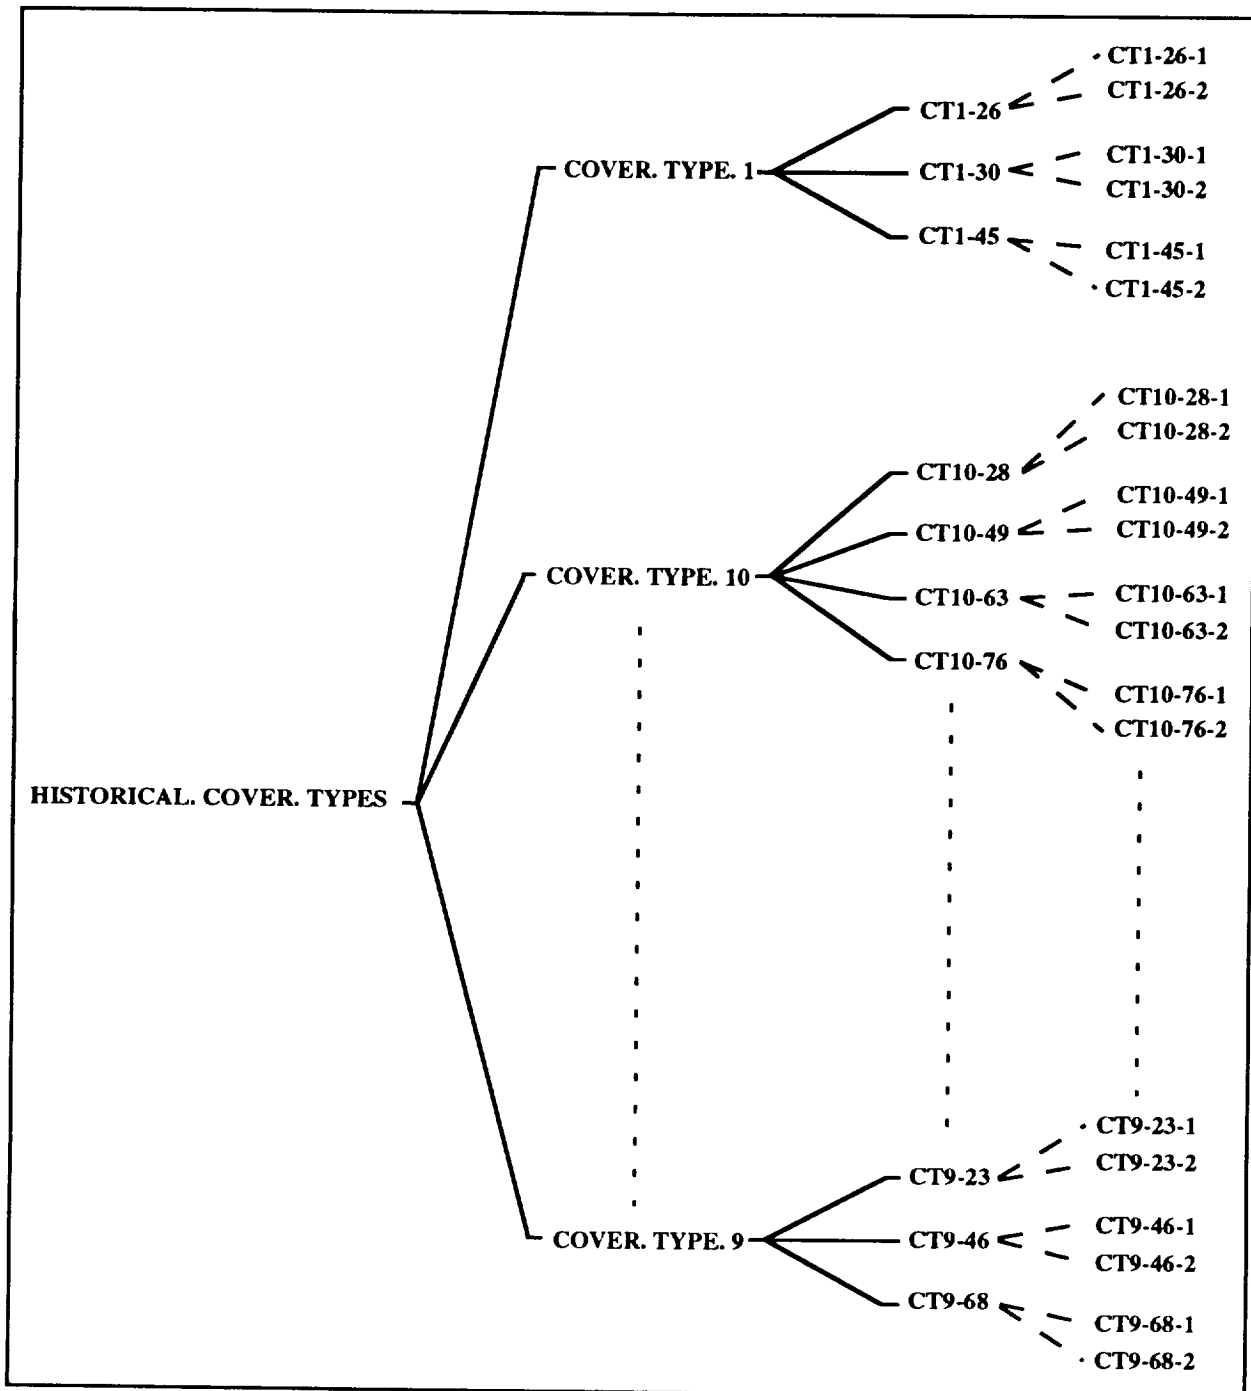 CT1-26-1
CT1-26-2
CT1-26
CT1-30-1
CT1-30-2
CT1-30
COVER. TYPE. 1
CT1-45
CT1-45-1
CT1-45-2
CT10-28-1
CT10-28-2
CT10-28
CT10-49-1
CT10-49-2
CT10-49
COVER. TYPE. 10
CT10-63
CT10-63-1
CT10-63-2
CT10-76
CT10-76-1
CT10-76-2
HISTORICAL. COVER. TYPES
CT9-23-1
CT9-23-2
CT9-23
CT9-46-1
CT9-46-2
CT9-46
COVER. TYPE. 9
CT9-68
CT9-68-1
CT9-68-2